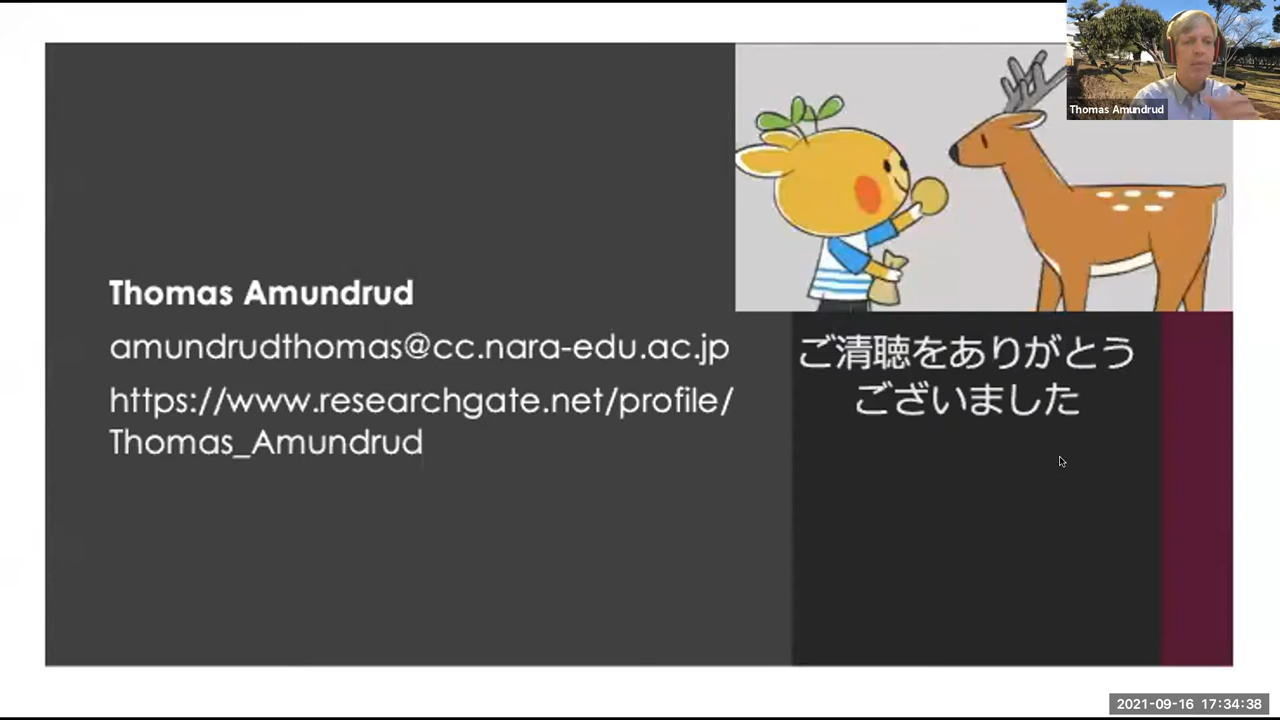 Thomas Amundrud
Thomas Amundrud
amundrudthomas@cc.nara-edu.ac.jp
https://www.researchgate.net/profile/
Thomas_Amundrud
ご清聴をありがとう
ございました
2021-09-16 17:34:38